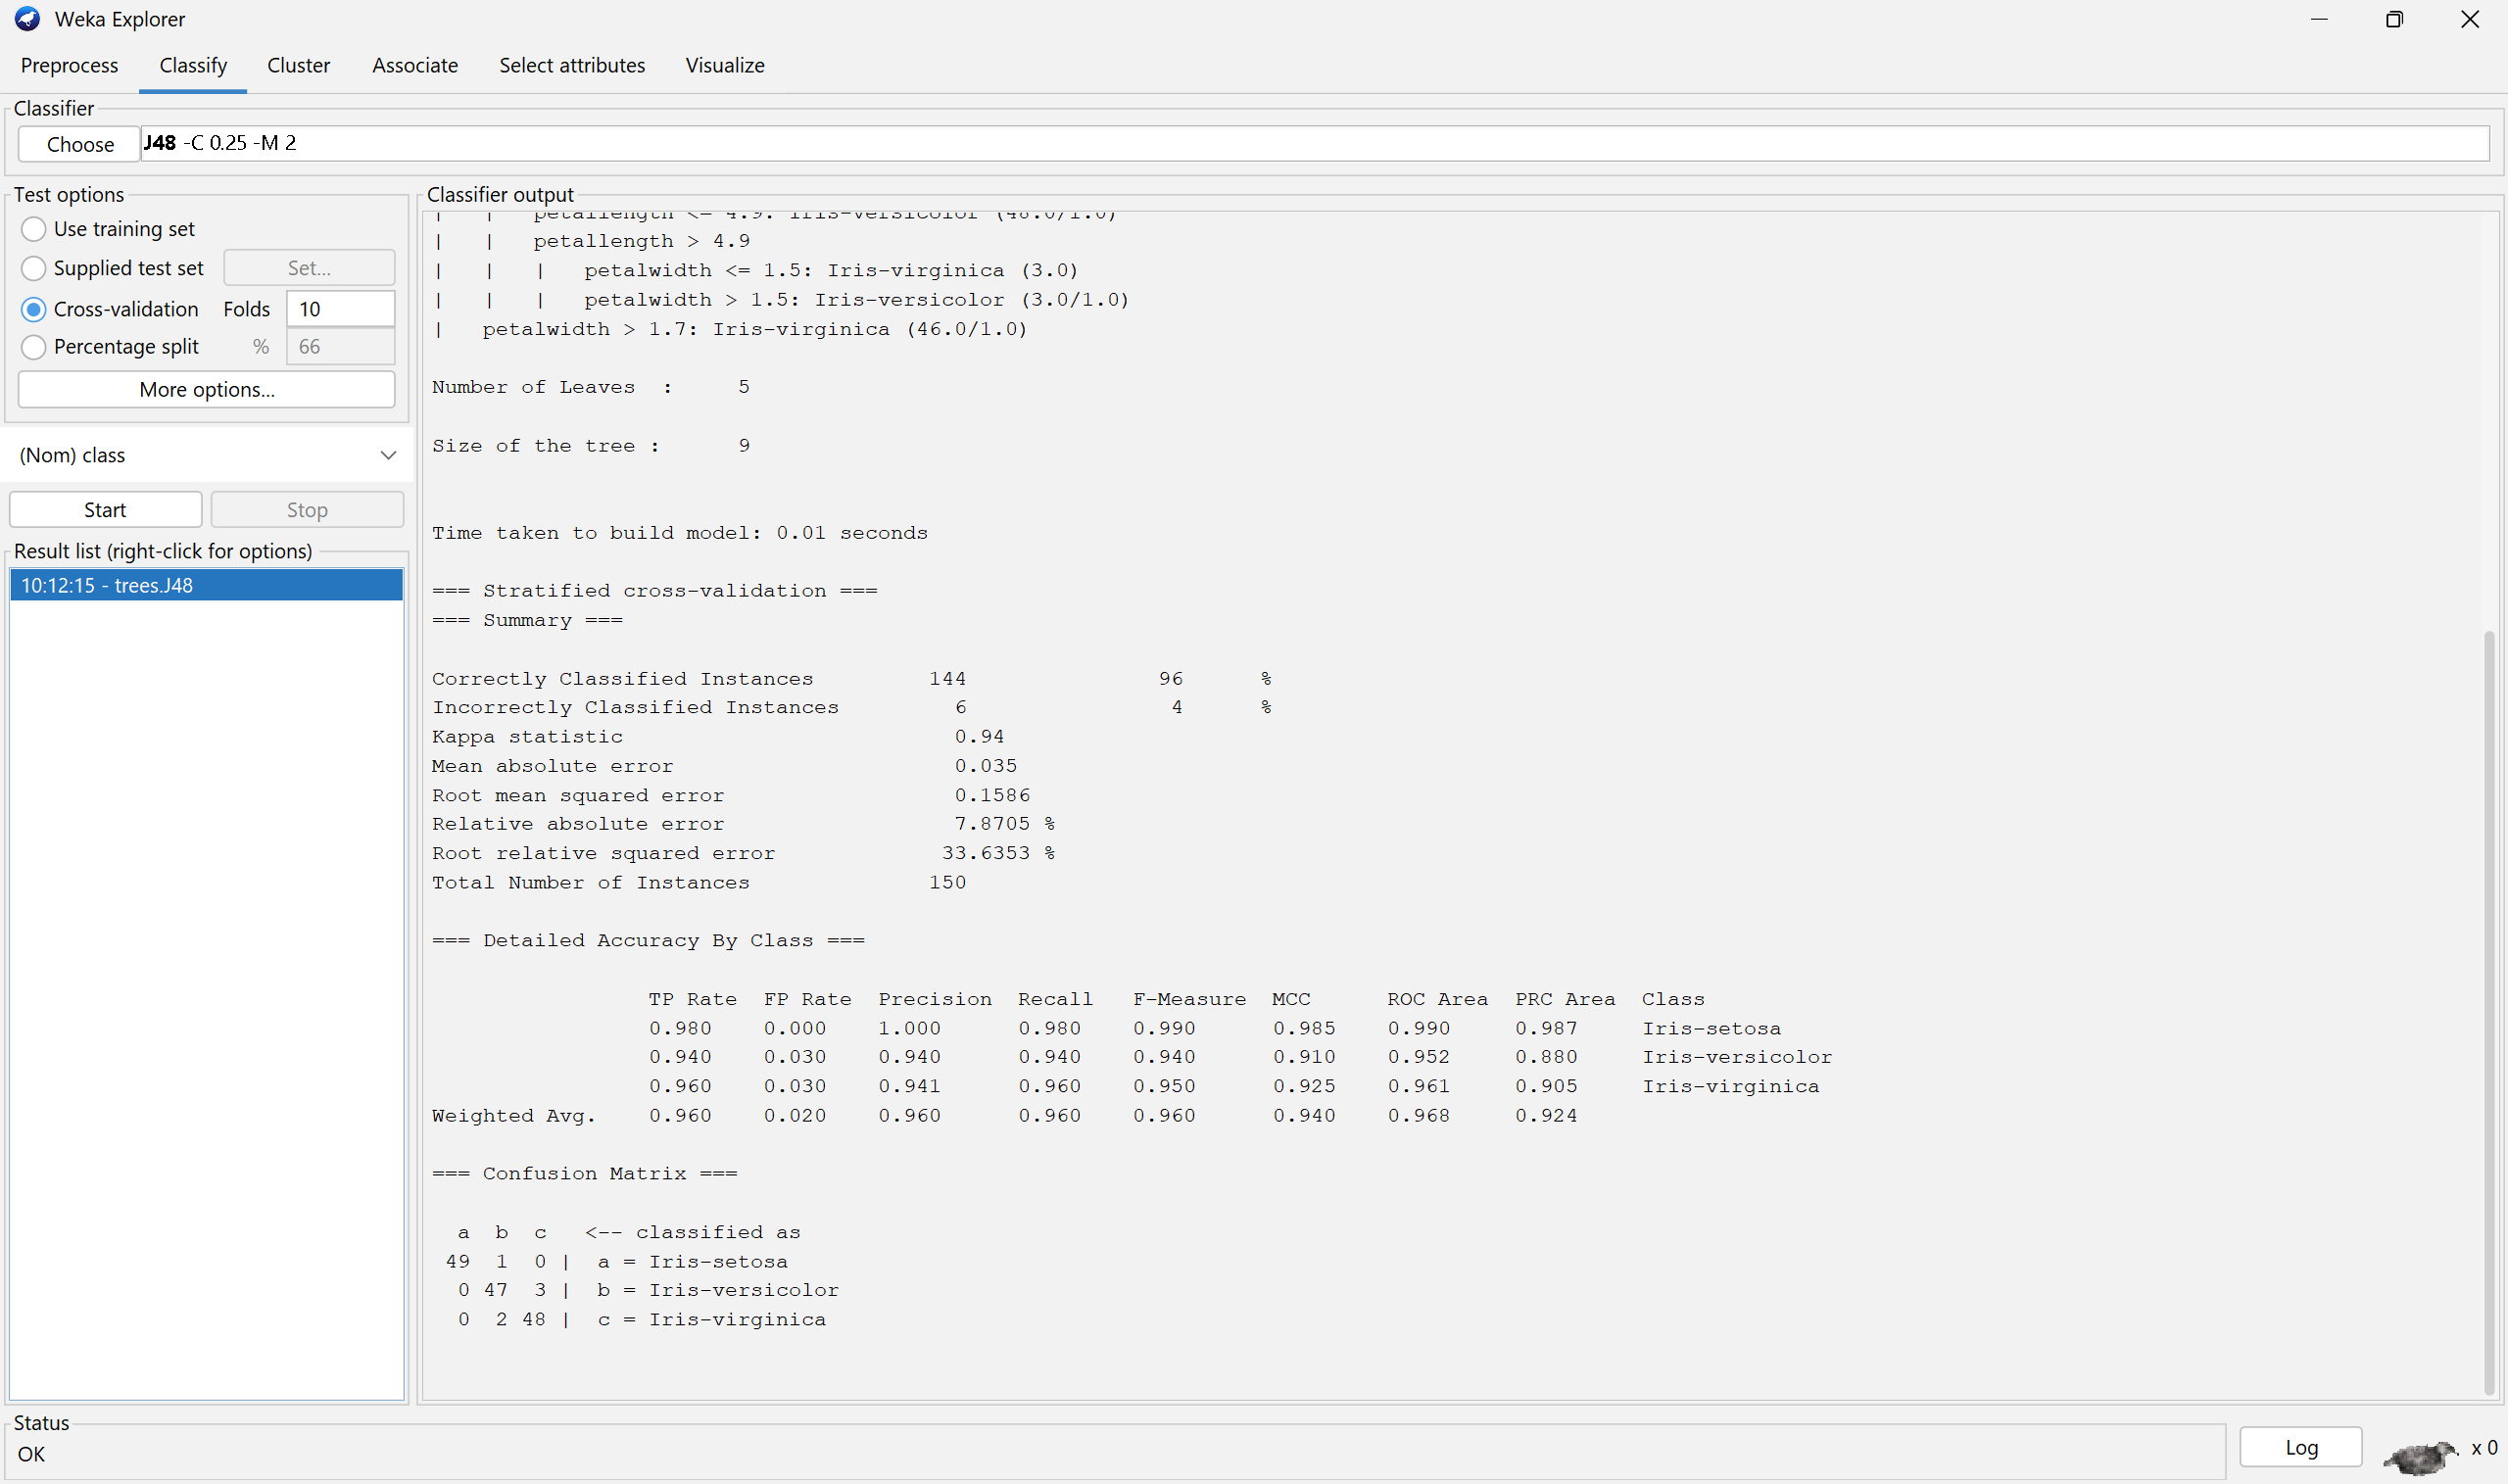 Weka Explorer
Preprocess Classify Cluster Associate Select attributes Visualize
Classifier
Choose J48 -C 0.25 -M 2
Test options
Use training set
Supplied test set Set...
Cross-validation Folds 10
Percentage split % 66
More options...
(Nom) class
Start Stop
Result list (right-click for options)
10:12:15 - trees.J48
Classifier output
|   |   petallength <= 4.9: Iris-versicolor (48.0/1.0)
|   |   petallength > 4.9
|   |   |   petalwidth <= 1.5: Iris-virginica (3.0)
|   |   |   petalwidth > 1.5: Iris-versicolor (3.0/1.0)
|   petalwidth > 1.7: Iris-virginica (46.0/1.0)
Number of Leaves  : 5
Size of the tree : 9
Time taken to build model: 0.01 seconds
=== Stratified cross-validation ===
=== Summary ===
Correctly Classified Instances 144 96 %
Incorrectly Classified Instances 6 4 %
Kappa statistic 0.94
Mean absolute error 0.035
Root mean squared error 0.1586
Relative absolute error 7.8705 %
Root relative squared error 33.6353 %
Total Number of Instances 150
=== Detailed Accuracy By Class ===
TP Rate FP Rate Precision Recall F-Measure MCC ROC Area PRC Area Class
0.980 0.000 1.000 0.980 0.990 0.985 0.990 0.987 Iris-setosa
0.940 0.030 0.940 0.940 0.940 0.910 0.952 0.880 Iris-versicolor
0.960 0.030 0.941 0.960 0.950 0.925 0.961 0.905 Iris-virginica
Weighted Avg. 0.960 0.020 0.960 0.960 0.960 0.940 0.968 0.924
=== Confusion Matrix ===
a b c <-- classified as
49 1 0 | a = Iris-setosa
0 47 3 | b = Iris-versicolor
0 2 48 | c = Iris-virginica
Status
OK
Log x 0